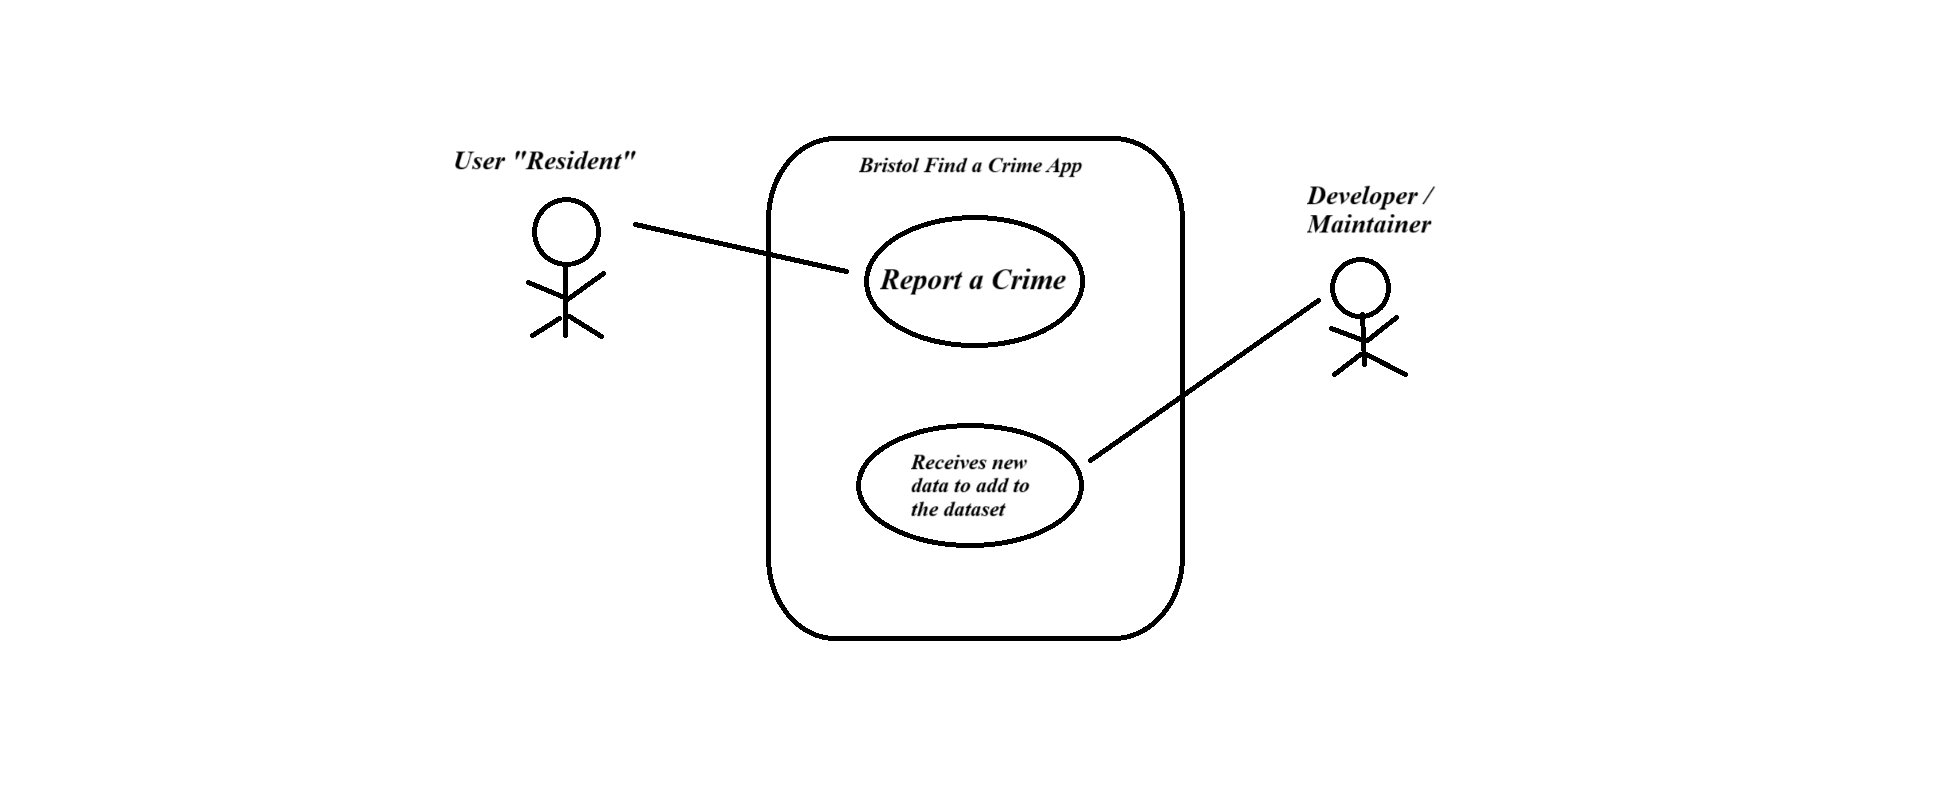 User "Resident"
Bristol Find a Crime App
Developer /
Maintainer
Report a Crime
Receives new
data to add to
the dataset